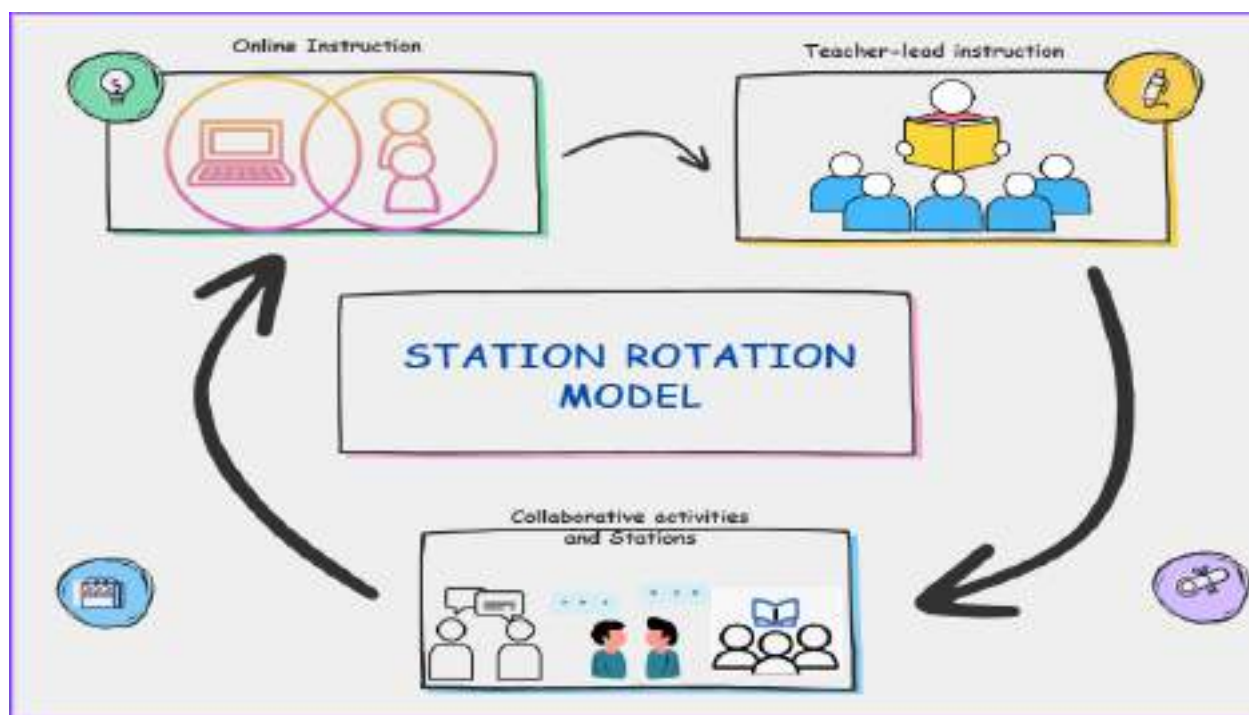 Online Instruction
Teacher-lead instruction
STATION ROTATION
MODEL
Collaborative activities
and Stations